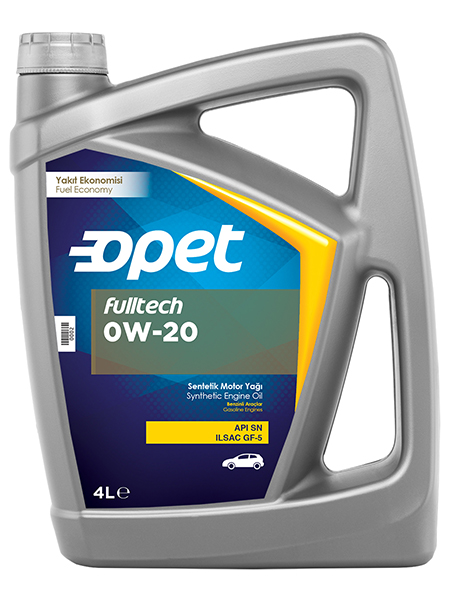 Yakıt Ekonomisi
Fuel Economy
opet
fulltech
0W-20
0002
Sentetik Motor Yağı
Synthetic Engine Oil
Benzinli Araçlar
Gasoline Engines
API SN
ILSAC GF-5
4L℮